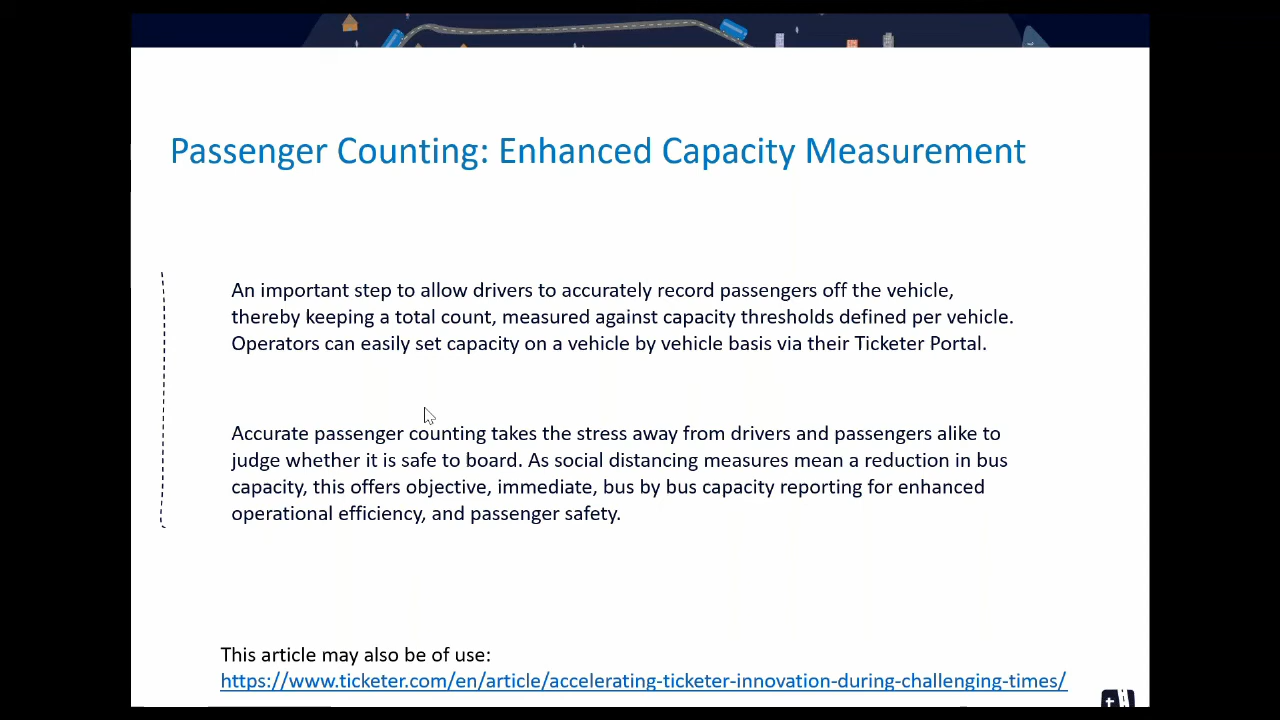 Passenger Counting: Enhanced Capacity Measurement
An important step to allow drivers to accurately record passengers off the vehicle,
thereby keeping a total count, measured against capacity thresholds defined per vehicle.
Operators can easily set capacity on a vehicle by vehicle basis via their Ticketer Portal.
Accurate passenger counting takes the stress away from drivers and passengers alike to
judge whether it is safe to board. As social distancing measures mean a reduction in bus
capacity, this offers objective, immediate, bus by bus capacity reporting for enhanced
operational efficiency, and passenger safety.
This article may also be of use:
https://www.ticketer.com/en/article/accelerating-ticketer-innovation-during-challenging-times/